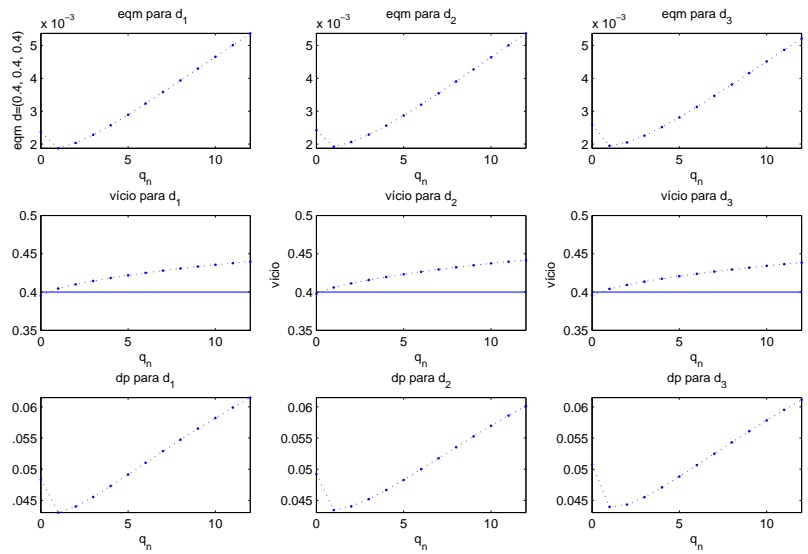 x 10⁻³ eqm para d₁
eqm d=(0.4, 0.4, 0.4)
5
4
3
2
0 5 10
qₙ
x 10⁻³ eqm para d₂
5
4
3
2
0 5 10
qₙ
x 10⁻³ eqm para d₃
5
4
3
2
0 5 10
qₙ
vício para d₁
0.5
0.45
0.4
0.35
0 5 10
qₙ
vício para d₂
vício
0.5
0.45
0.4
0.35
0 5 10
qₙ
vício para d₃
vício
0.5
0.45
0.4
0.35
0 5 10
qₙ
dp para d₁
0.06
0.055
0.05
.045
0 5 10
qₙ
dp para d₂
0.06
0.055
0.05
0.045
0 5 10
qₙ
dp para d₃
0.06
0.055
0.05
0.045
0 5 10
qₙ